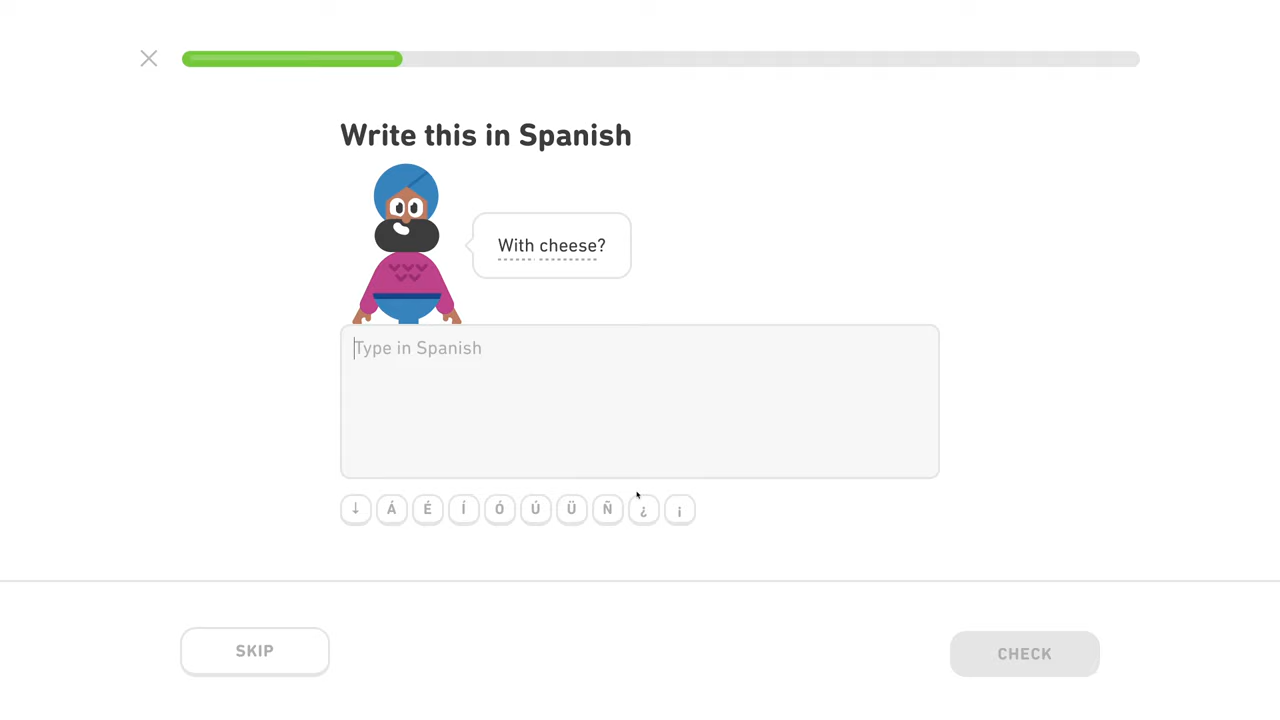 Write this in Spanish
With cheese?
Type in Spanish
↓ Á É Í Ó Ú Ü Ñ ¿ ¡
SKIP
CHECK